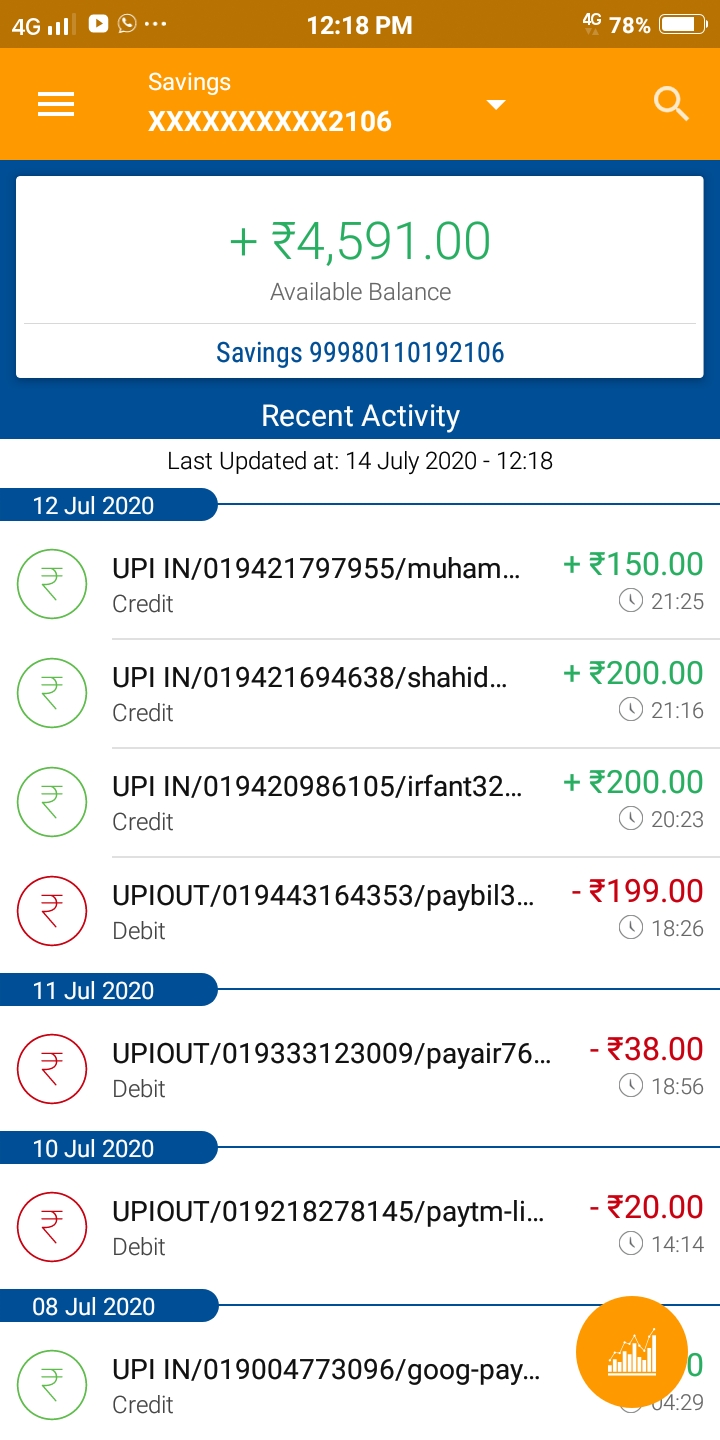 4G 12:18 PM 4G 78%
Savings
XXXXXXXXXX2106
+ ₹4,591.00
Available Balance
Savings 99980110192106
Recent Activity
Last Updated at: 14 July 2020 - 12:18
12 Jul 2020
UPI IN/019421797955/muham... + ₹150.00
Credit 21:25
UPI IN/019421694638/shahid... + ₹200.00
Credit 21:16
UPI IN/019420986105/irfant32... + ₹200.00
Credit 20:23
UPIOUT/019443164353/paybil3... - ₹199.00
Debit 18:26
11 Jul 2020
UPIOUT/019333123009/payair76... - ₹38.00
Debit 18:56
10 Jul 2020
UPIOUT/019218278145/paytm-li... - ₹20.00
Debit 14:14
08 Jul 2020
UPI IN/019004773096/goog-pay...
Credit 04:29